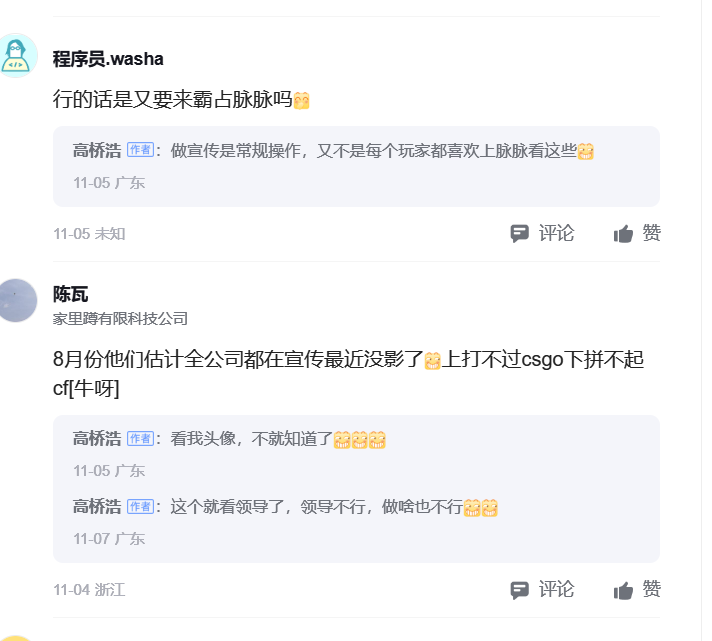 程序员.washa
行的话是又要来霸占脉脉吗
高桥浩 作者: 做宣传是常规操作，又不是每个玩家都喜欢上脉脉看这些
11-05 广东
11-05 未知
评论 赞
陈瓦
家里蹲有限科技公司
8月份他们估计全公司都在宣传最近没影了上打不过csgo下拼不起
cf[牛呀]
高桥浩 作者: 看我头像，不就知道了
11-05 广东
高桥浩 作者: 这个就看领导了，领导不行，做啥也不行
11-07 广东
11-04 浙江
评论 赞